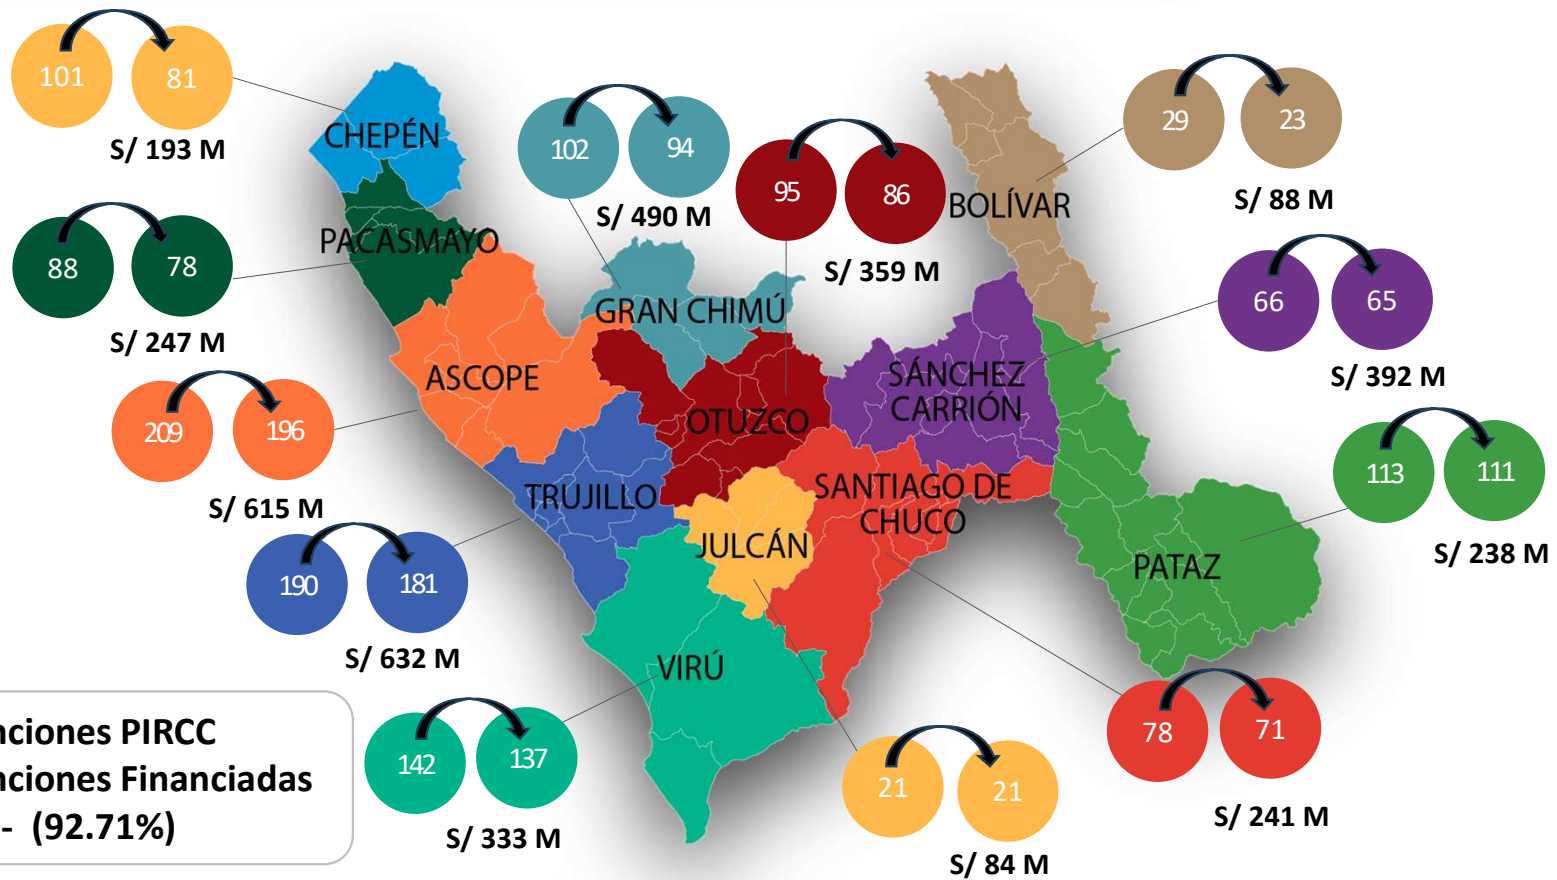 101 81
S/ 193 M
CHEPÉN
102 94
S/ 490 M
95 86
S/ 359 M
29 23
S/ 88 M
BOLÍVAR
88 78
S/ 247 M
PACASMAYO
GRAN CHIMÚ
66 65
S/ 392 M
209 196
S/ 615 M
ASCOPE
OTUZCO
SÁNCHEZ
CARRIÓN
113 111
S/ 238 M
190 181
S/ 632 M
TRUJILLO
JULCÁN
SANTIAGO DE
CHUCO
PATAZ
VIRÚ
142 137
S/ 333 M
21 21
S/ 84 M
78 71
S/ 241 M
nciones PIRCC
nciones Financiadas
- (92.71%)